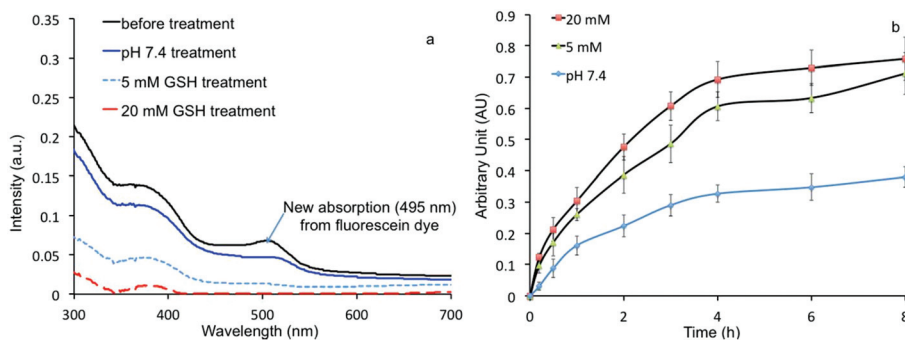 0.35
0.3
0.25
0.2
0.15
0.1
0.05
0
Intensity (a.u.)
before treatment
pH 7.4 treatment
5 mM GSH treatment
20 mM GSH treatment
a
New absorption (495 nm)
from fluorescein dye
300 400 500 600 700
Wavelength (nm)
0.9
0.8
0.7
0.6
0.5
0.4
0.3
0.2
0.1
0
Arbitrary Unit (AU)
20 mM
5 mM
pH 7.4
b
0 2 4 6 8
Time (h)